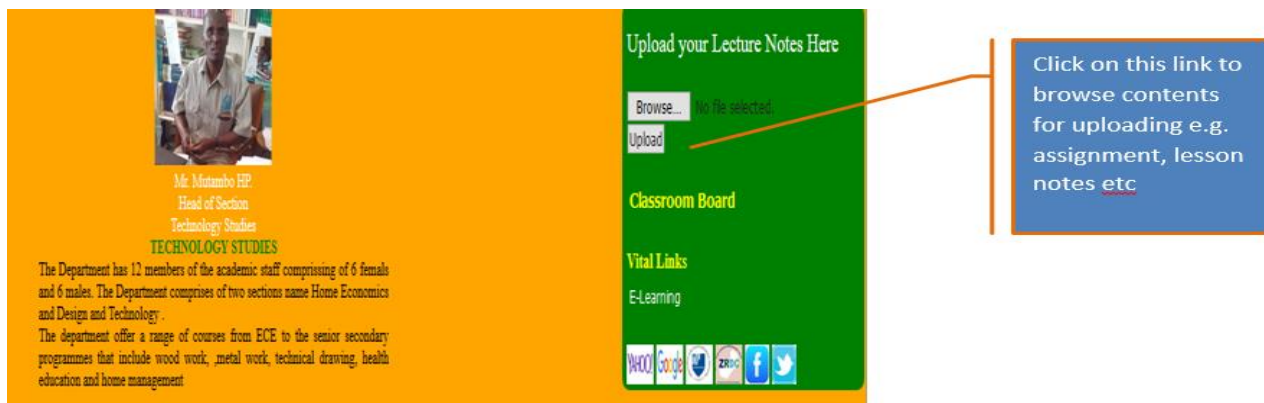 Mr. Mutambo HP.
Head of Section
Technology Studies
TECHNOLOGY STUDIES
The Department has 12 members of the academic staff comprissing of 6 femals
and 6 males. The Department comprises of two sections name Home Economics
and Design and Technology .
The department offer a range of courses from ECE to the senior secondary
programmes that include wood work, ,metal work, technical drawing, health
education and home management
Upload your Lecture Notes Here
Browse... No file selected.
Upload
Classroom Board
Vital Links
E-Learning
YAHOO! Google ZRDC
Click on this link to
browse contents
for uploading e.g.
assignment, lesson
notes etc